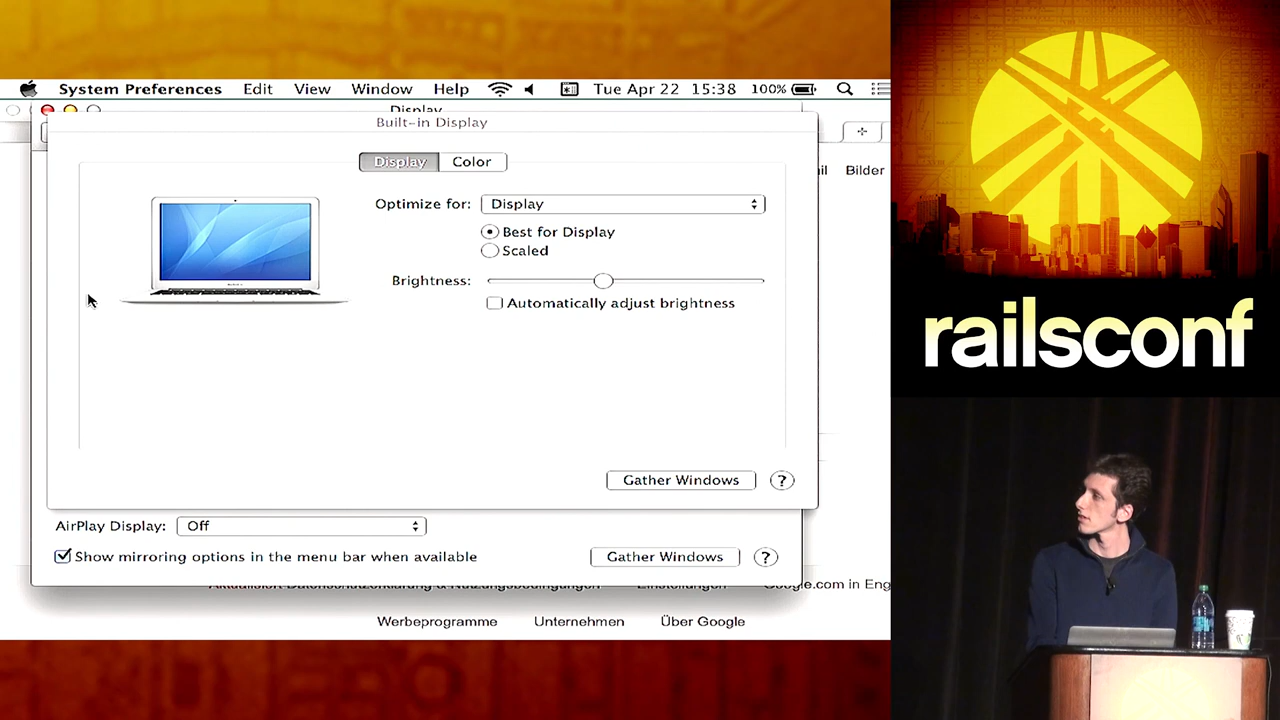 System Preferences Edit View Window Help Tue Apr 22 15:38 100%
Display
Built-in Display
Display Color
Bilder
Optimize for: Display
Best for Display
Scaled
Brightness:
Automatically adjust brightness
Gather Windows ?
AirPlay Display: Off
Show mirroring options in the menu bar when available Gather Windows ?
Google.com in Eng
Werbeprogramme Unternehmen Über Google
railsconf